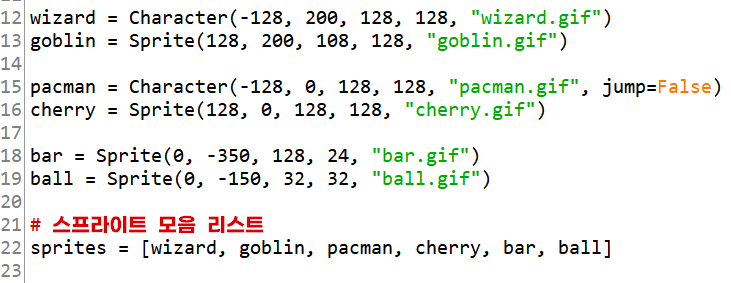 12 wizard = Character(-128, 200, 128, 128, "wizard.gif")
13 goblin = Sprite(128, 200, 108, 128, "goblin.gif")
14
15 pacman = Character(-128, 0, 128, 128, "pacman.gif", jump=False)
16 cherry = Sprite(128, 0, 128, 128, "cherry.gif")
17
18 bar = Sprite(0, -350, 128, 24, "bar.gif")
19 ball = Sprite(0, -150, 32, 32, "ball.gif")
20
21 # 스프라이트 모음 리스트
22 sprites = [wizard, goblin, pacman, cherry, bar, ball]
23